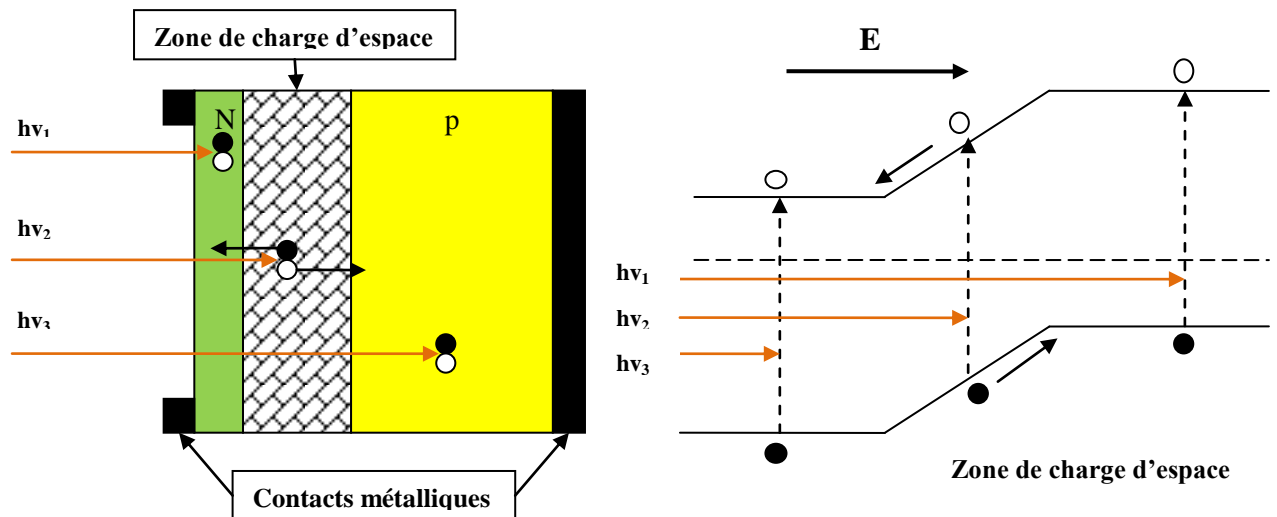 Zone de charge d'espace
N
p
hν₁
hν₂
hν₃
Contacts métalliques
E
hν₁
hν₂
hν₃
Zone de charge d'espace